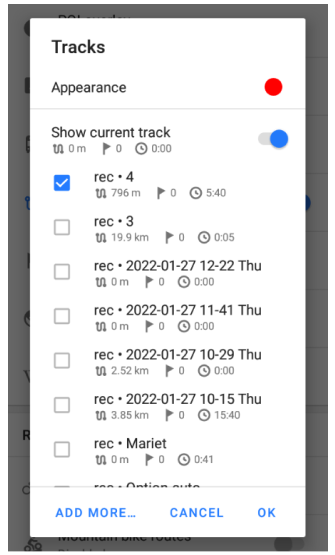 Tracks
Appearance
Show current track
0 m 0 0:00
rec • 4
796 m 0 5:40
rec • 3
19.9 km 0 0:05
rec • 2022-01-27 12-22 Thu
0 m 0 0:00
rec • 2022-01-27 11-41 Thu
0 m 0 0:00
rec • 2022-01-27 10-29 Thu
2.52 km 0 0:00
rec • 2022-01-27 10-15 Thu
3.85 km 0 15:40
rec • Mariet
0 m 0 0:41
rec • Option auto
ADD MORE… CANCEL OK
Mountain bike routes